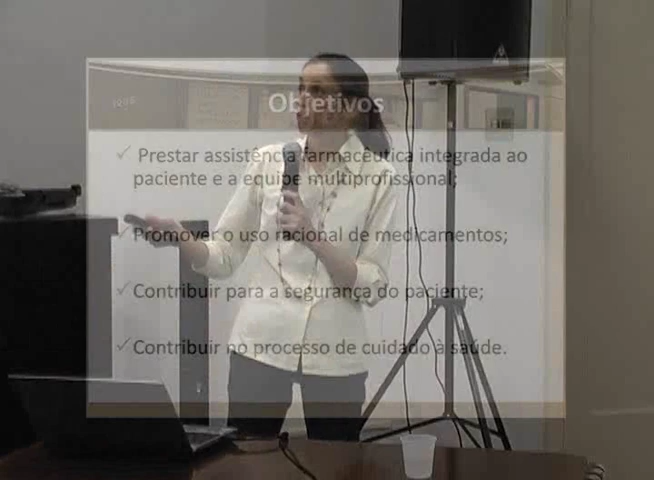 Objetivos
✓ Prestar assistência farmacêutica integrada ao
paciente e a equipe multiprofissional;
✓ Promover o uso racional de medicamentos;
✓ Contribuir para a segurança do paciente;
✓ Contribuir no processo de cuidado à saúde.